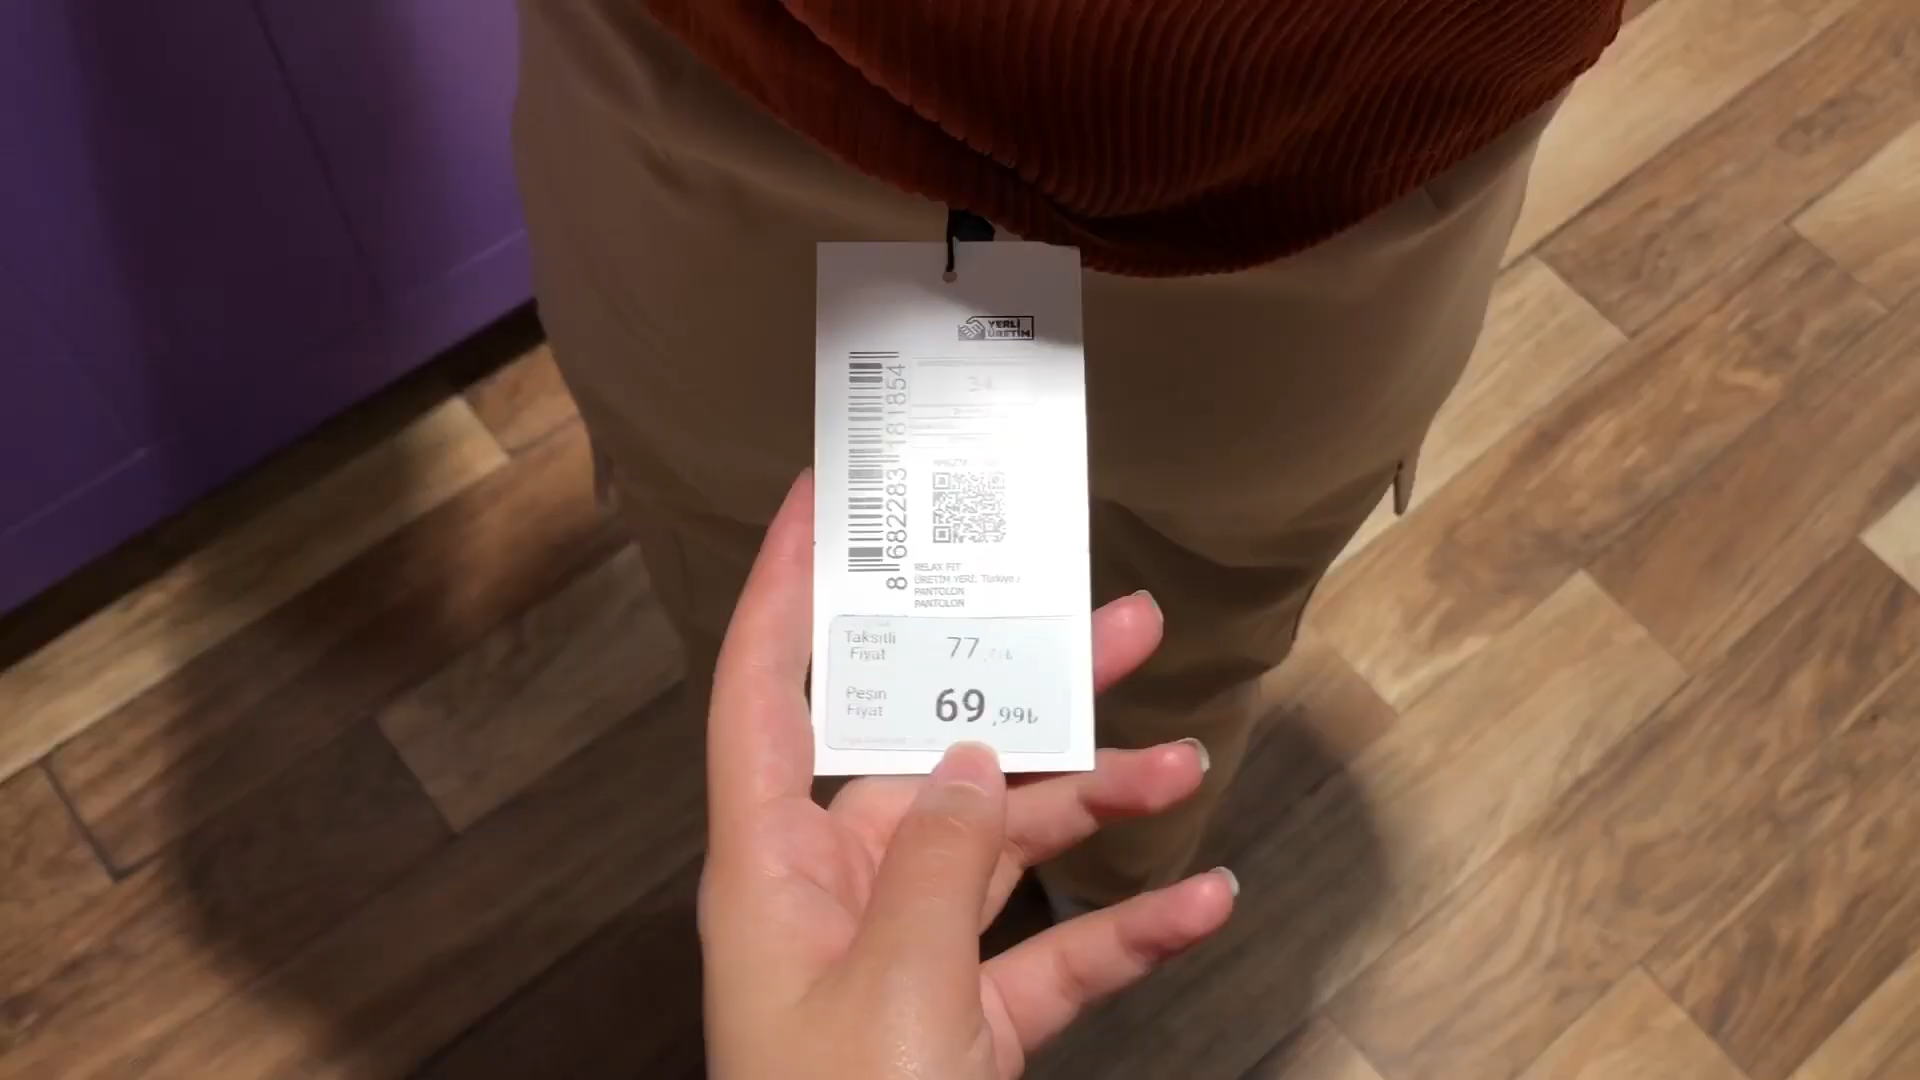 YERLİ
ÜRETİM
34
8 682283 181854
RELAX FIT
ÜRETİM YERİ: Türkiye /
PANTOLON
PANTOLON
Taksitli
Fiyat
77
Peşin
Fiyat
69,99₺